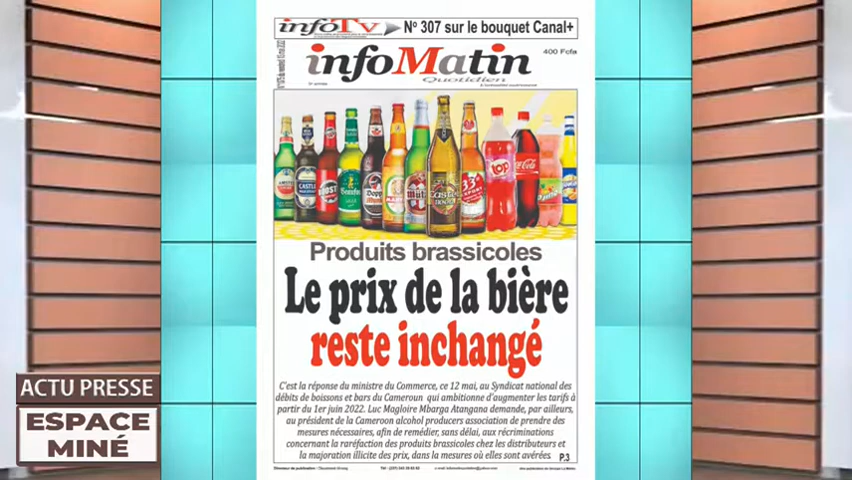 infoTv
N° 307 sur le bouquet Canal+
infoMatin
400 Fcfa
Quotidien
CASTLE
top
Coca-Cola
Produits brassicoles
Le prix de la bière
reste inchangé
C'est la réponse du ministre du Commerce, ce 12 mai, au Syndicat national des
débits de boissons et bars du Cameroun qui ambitionne d'augmenter les tarifs à
partir du 1er juin 2022. Luc Magloire Mbarga Atangana demande, par ailleurs,
au président de la Cameroon alcohol producers association de prendre des
mesures nécessaires, afin de remédier, sans délai, aux récriminations
concernant la raréfaction des produits brassicoles chez les distributeurs et
la majoration illicite des prix, dans la mesure où elles sont avérées P.3
ACTU PRESSE
ESPACE
MINÉ